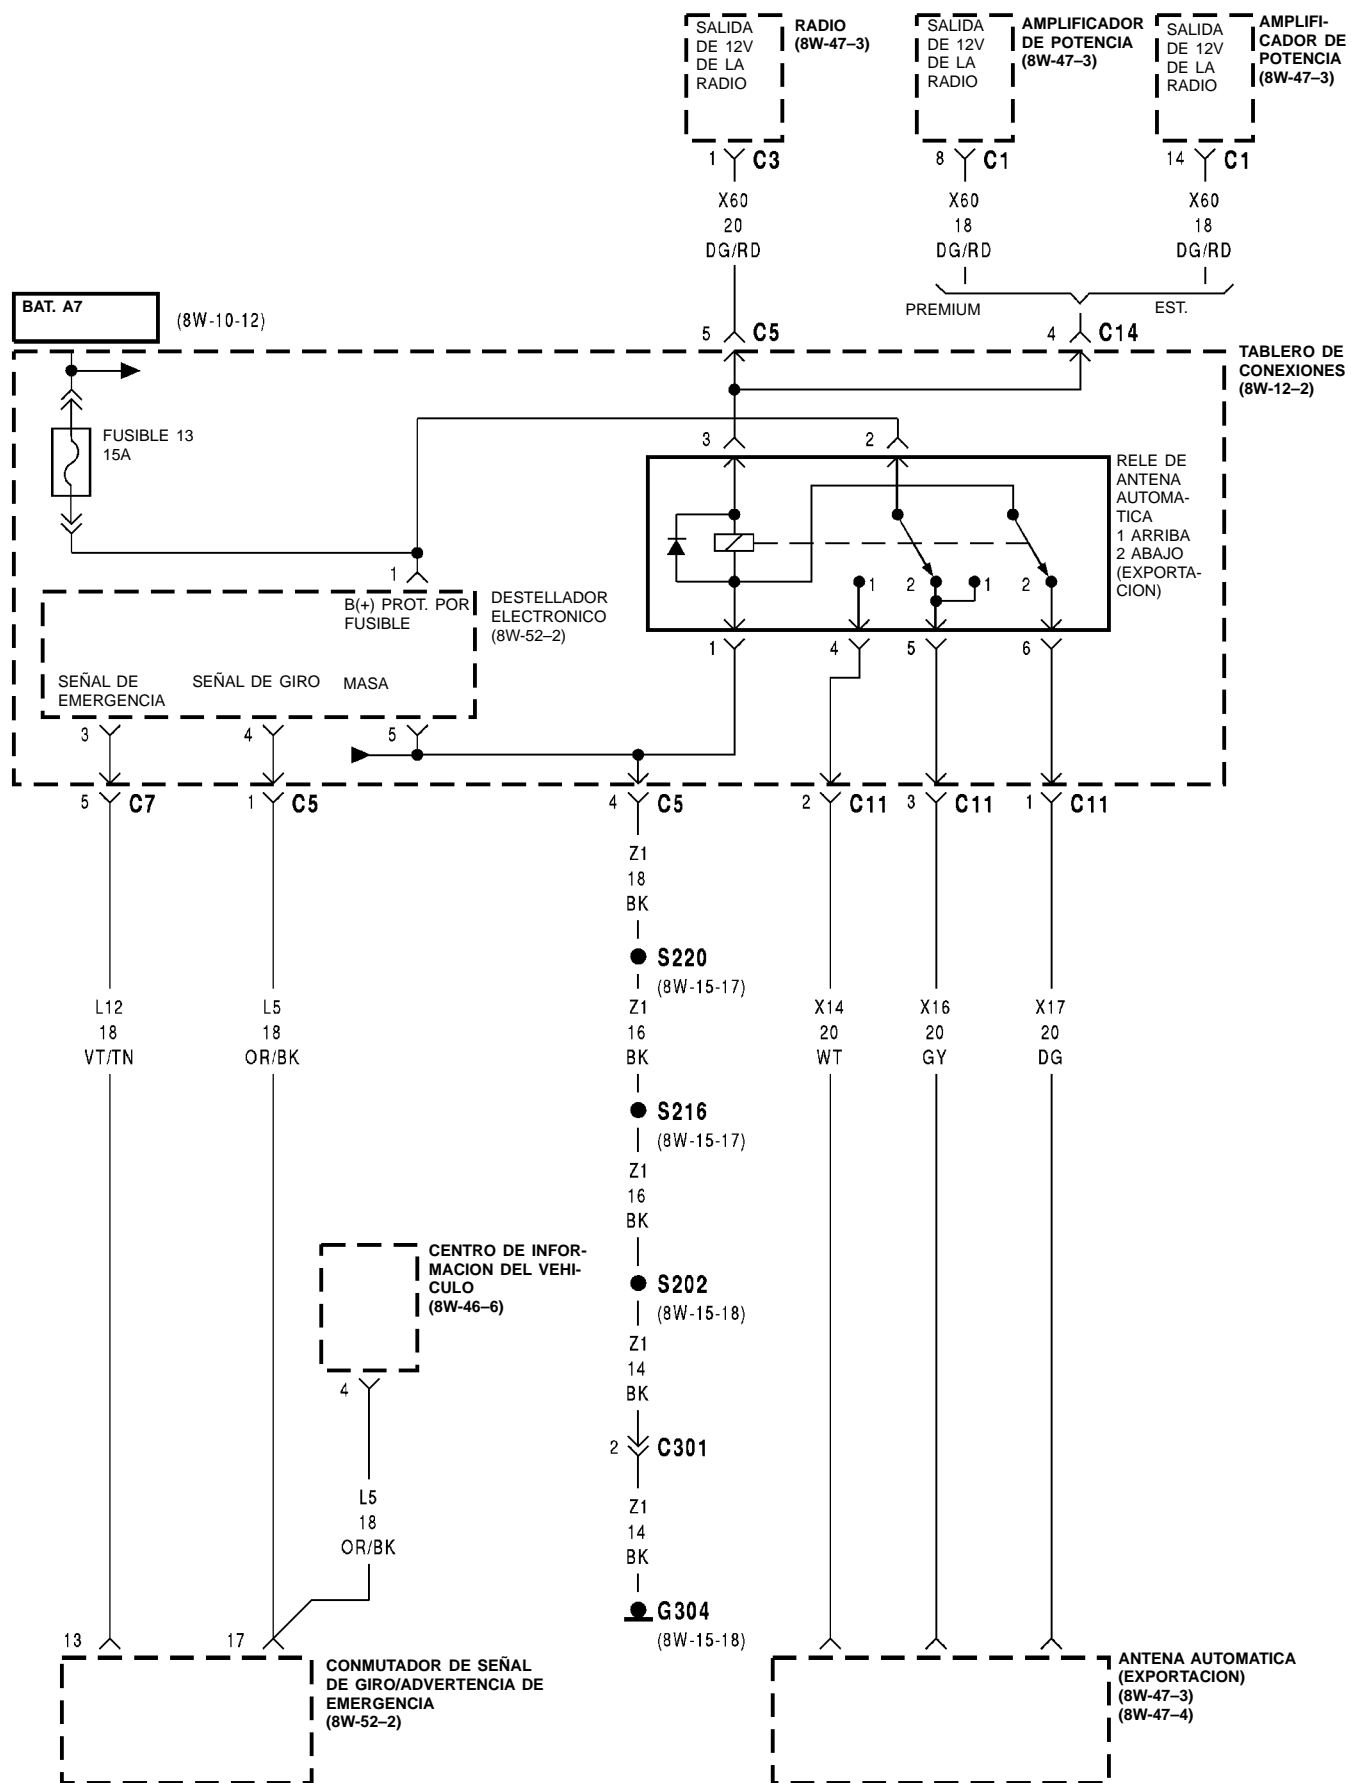 SALIDA
DE 12V
DE LA
RADIO
RADIO
(8W-47–3)
SALIDA
DE 12V
DE LA
RADIO
AMPLIFICADOR
DE POTENCIA
(8W-47–3)
SALIDA
DE 12V
DE LA
RADIO
AMPLIFI-
CADOR DE
POTENCIA
(8W-47–3)
1 C3
8 C1
14 C1
X60
20
DG/RD
X60
18
DG/RD
X60
18
DG/RD
PREMIUM
EST.
BAT. A7
(8W-10-12)
5 C5
4 C14
TABLERO DE
CONEXIONES
(8W-12–2)
FUSIBLE 13
15A
3
2
RELE DE
ANTENA
AUTOMA-
TICA
1 ARRIBA
2 ABAJO
(EXPORTA-
CION)
1 2 1 2
1
B(+) PROT. POR
FUSIBLE
DESTELLADOR
ELECTRONICO
(8W-52–2)
1 4 5 6
SEÑAL DE
EMERGENCIA
SEÑAL DE GIRO
MASA
3 4 5
5 C7
1 C5
4 C5
2 C11
3 C11
1 C11
Z1
18
BK
S220
(8W-15-17)
L12
18
VT/TN
L5
18
OR/BK
Z1
16
BK
X14
20
WT
X16
20
GY
X17
20
DG
S216
(8W-15-17)
Z1
16
BK
CENTRO DE INFOR-
MACION DEL VEHI-
CULO
(8W-46–6)
S202
(8W-15-18)
Z1
14
BK
4
2 C301
L5
18
OR/BK
Z1
14
BK
G304
(8W-15-18)
13
17
CONMUTADOR DE SEÑAL
DE GIRO/ADVERTENCIA DE
EMERGENCIA
(8W-52–2)
ANTENA AUTOMATICA
(EXPORTACION)
(8W-47–3)
(8W-47–4)